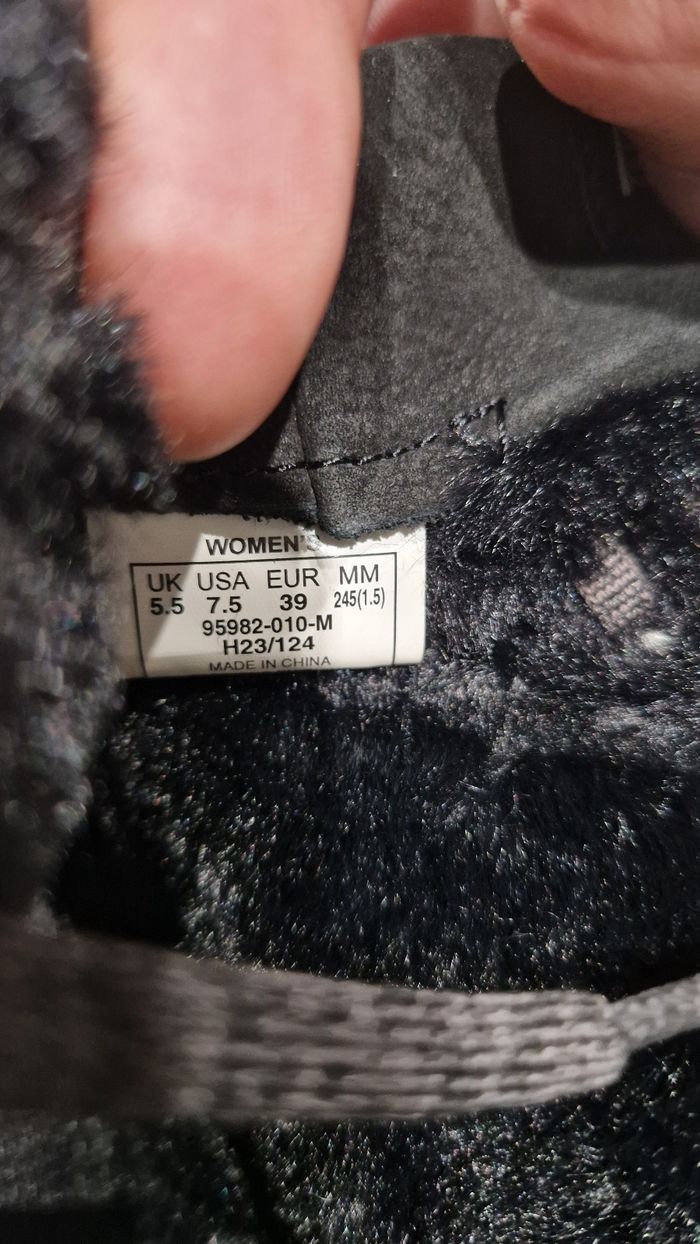 WOMEN'S
UK USA EUR MM
5.5 7.5 39 245(1.5)
95982-010-M
H23/124
MADE IN CHINA